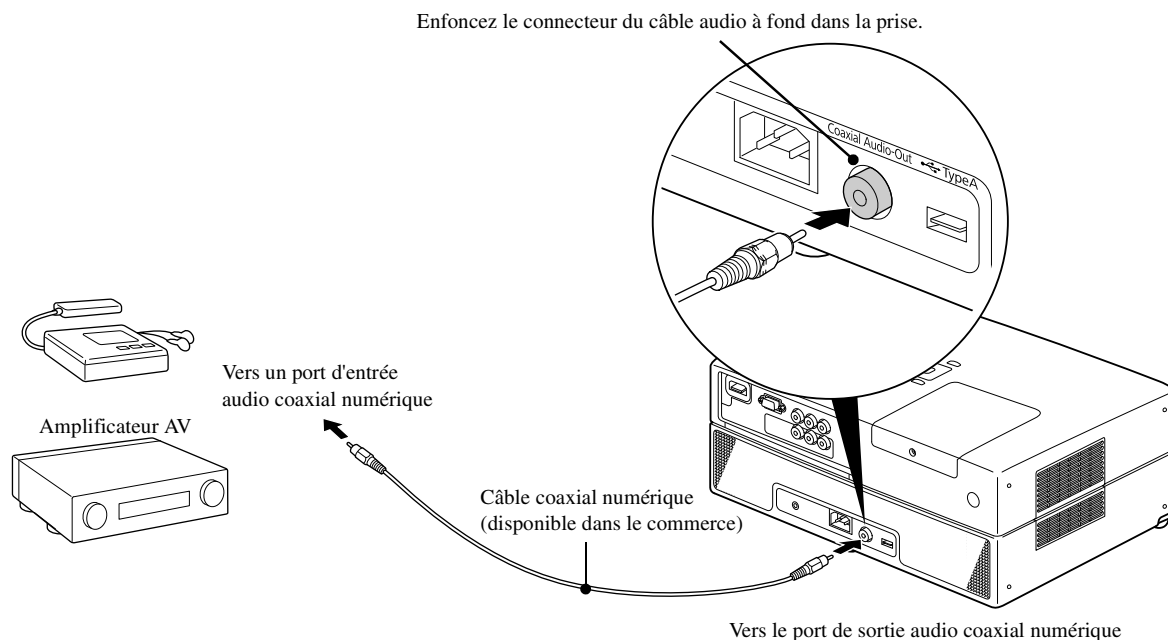 Enfoncez le connecteur du câble audio à fond dans la prise.
Coaxial Audio-Out
TypeA
Vers un port d'entrée
audio coaxial numérique
Amplificateur AV
Câble coaxial numérique
(disponible dans le commerce)
Vers le port de sortie audio coaxial numérique